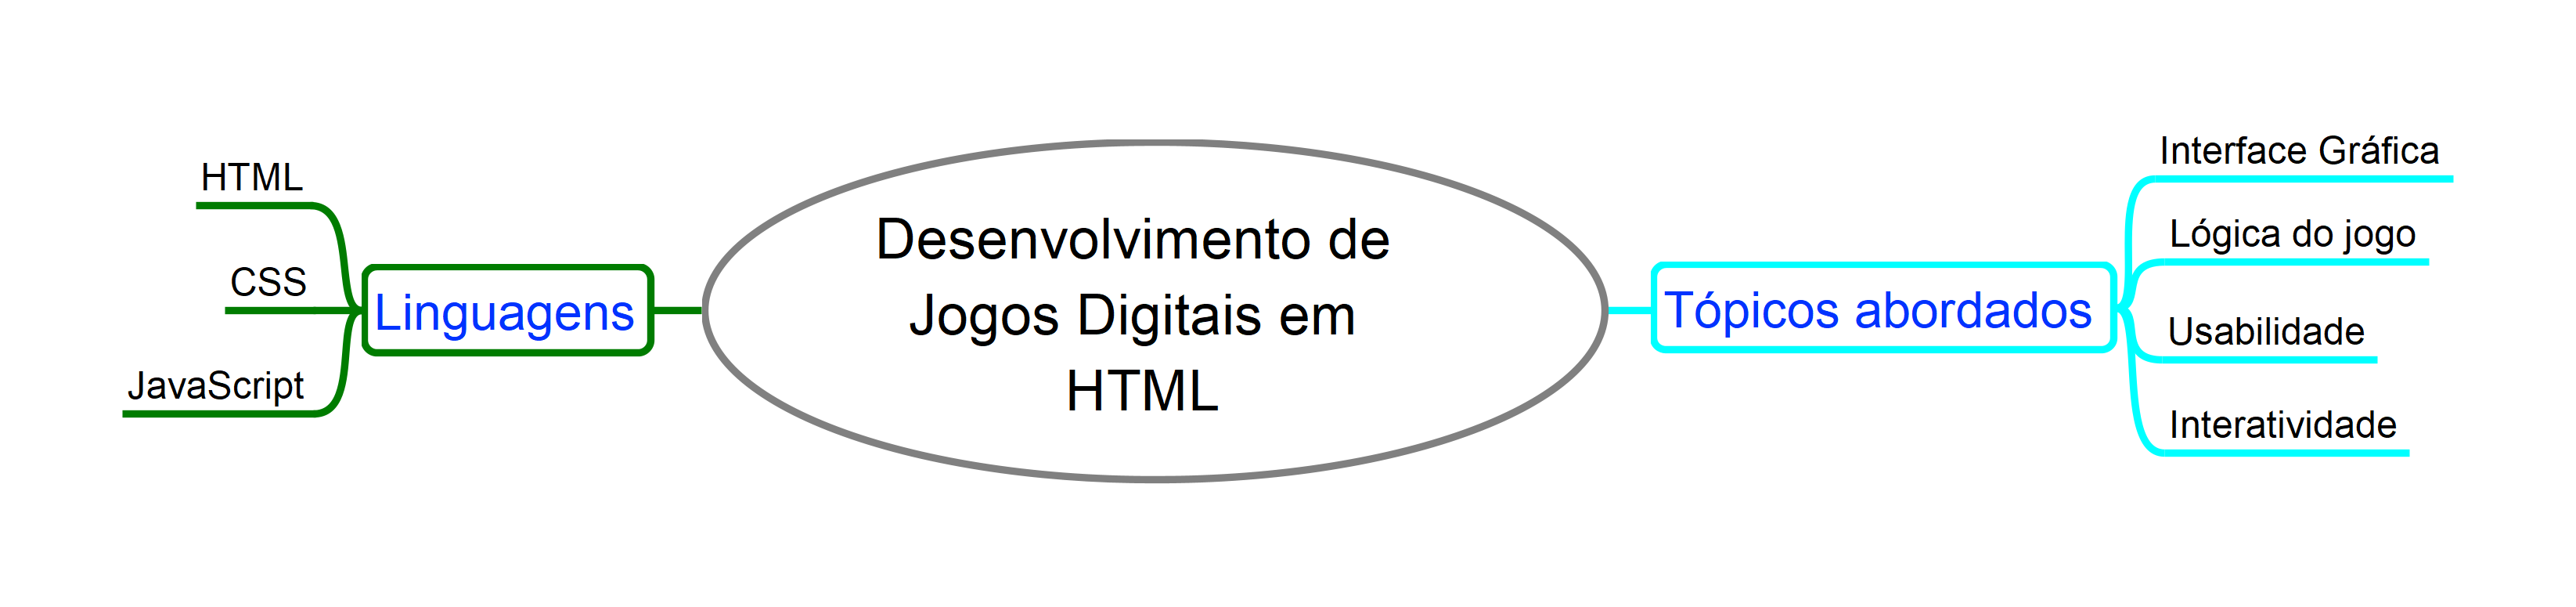 HTML
CSS
JavaScript
Linguagens
Desenvolvimento de
Jogos Digitais em
HTML
Tópicos abordados
Interface Gráfica
Lógica do jogo
Usabilidade
Interatividade